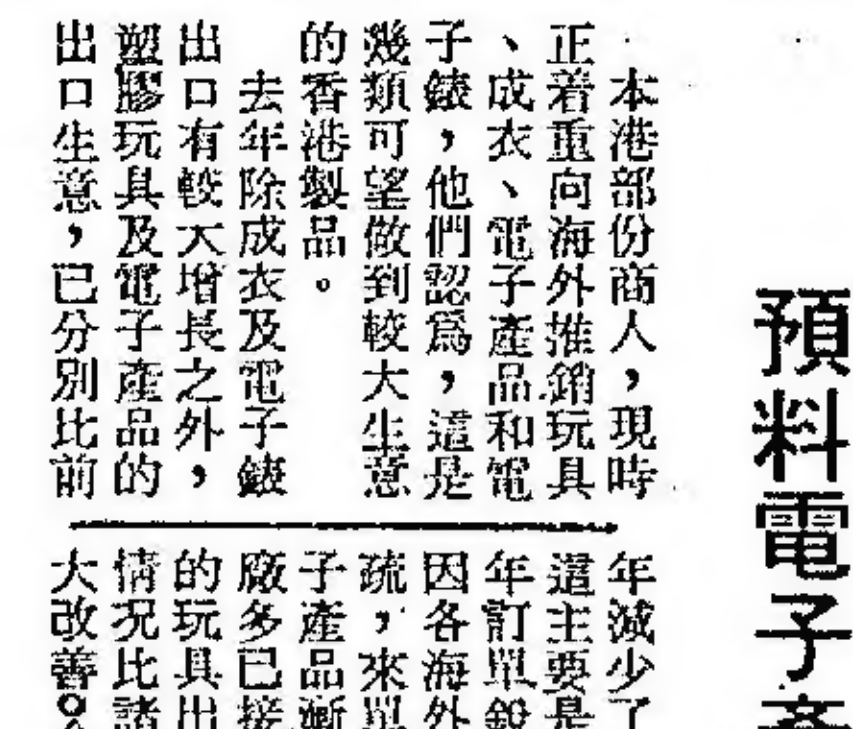 預料電子產
本港部份商人，現時
正着重向海外推銷玩具
、成衣、電子產品和電
子錶，他們認爲，這是
幾類可望做到較大生意
的香港製品。
去年除成衣及電子錶
出口有較大增長之外，
塑膠玩具及電子產品的
出口生意，已分別比前
年減少了
這主要是
年訂單銳
因各海外
疏，來單
子產品漸
廠多已接
的玩具出
情況比諸
大改善。